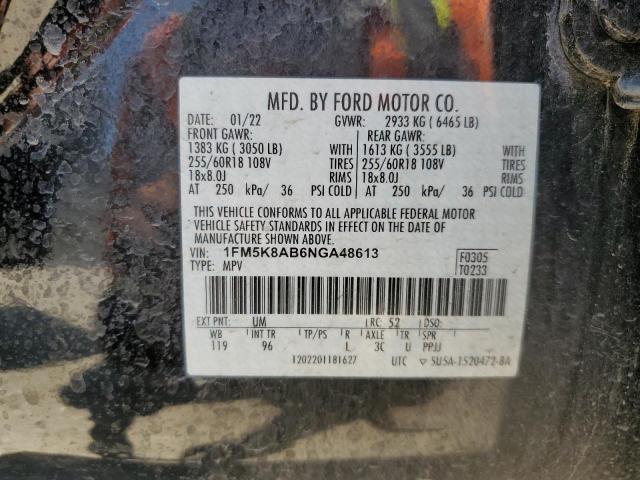 MFD. BY FORD MOTOR CO.
DATE: 01/22 GVWR: 2933 KG ( 6465 LB)
FRONT GAWR: REAR GAWR:
1383 KG ( 3050 LB) WITH 1613 KG ( 3555 LB) WITH
255/60R18 108V TIRES 255/60R18 108V TIRES
18x8.0J RIMS 18x8.0J RIMS
AT 250 kPa/ 36 PSI COLD AT 250 kPa/ 36 PSI COLD
THIS VEHICLE CONFORMS TO ALL APPLICABLE FEDERAL MOTOR
VEHICLE SAFETY STANDARDS IN EFFECT ON THE DATE OF
MANUFACTURE SHOWN ABOVE.
VIN: 1FM5K8AB6NGA48613 F0305
TYPE: MPV T0233
EXT PNT: UM RC: 52 DSO:
WB INT TR TP/PS R AXLE TR SPR
119 96 L 3C U PPJJ
1202201181627 UTC ▽ 5U5A-1520472-8A